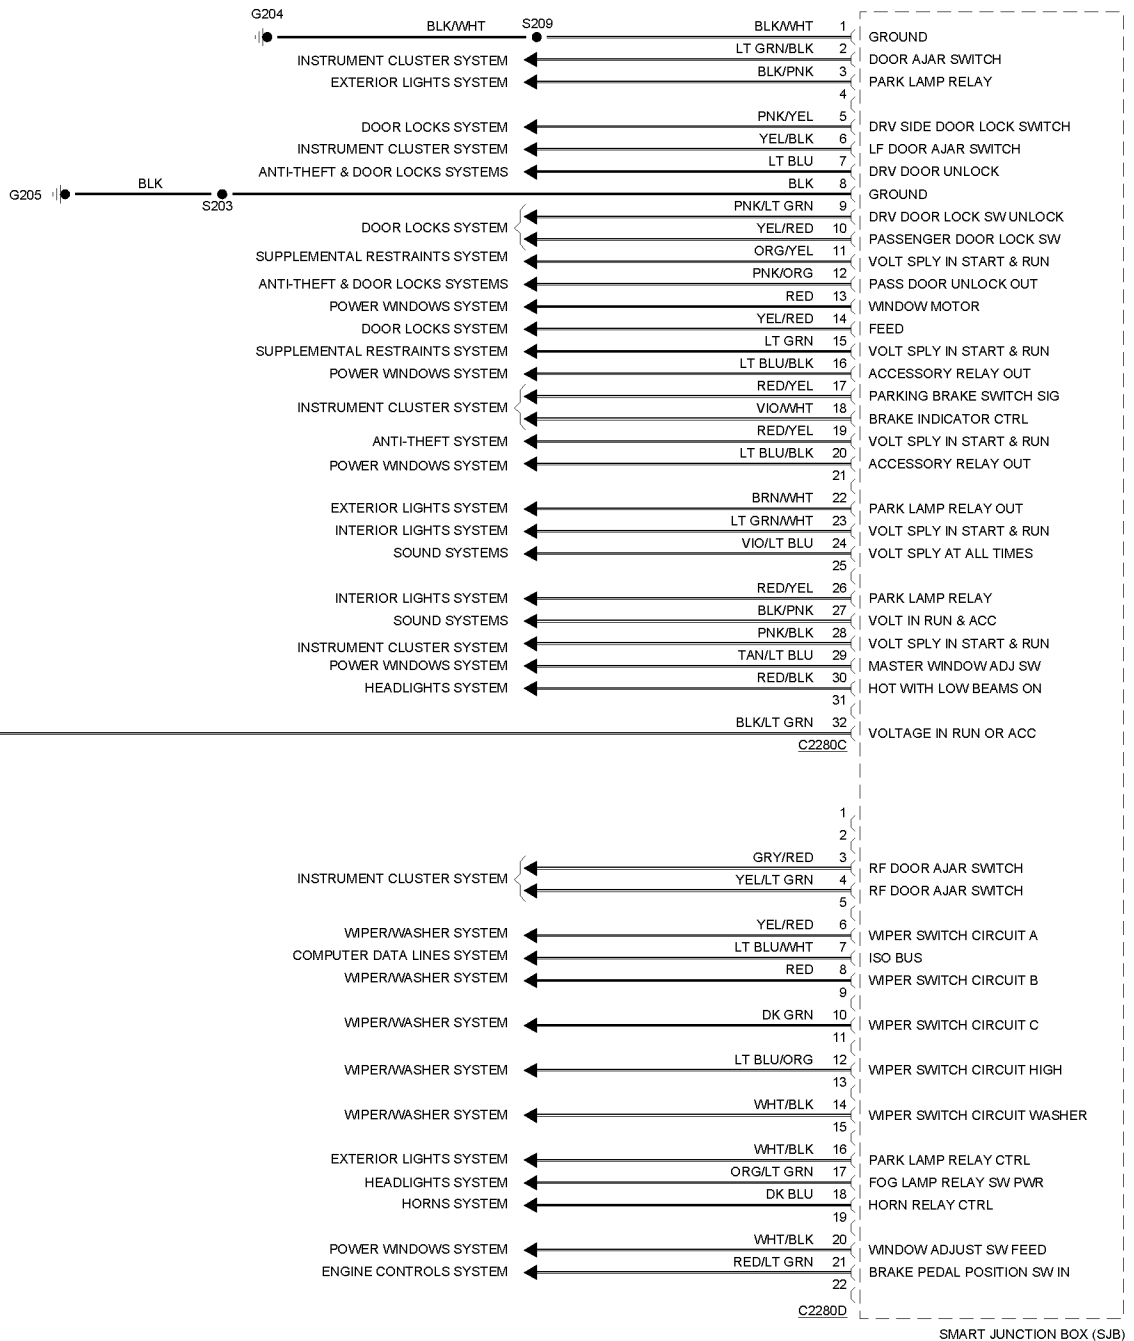 G204
BLK/WHT S209 BLK/WHT 1 GROUND
INSTRUMENT CLUSTER SYSTEM LT GRN/BLK 2 DOOR AJAR SWITCH
EXTERIOR LIGHTS SYSTEM BLK/PNK 3 PARK LAMP RELAY
4
DOOR LOCKS SYSTEM PNK/YEL 5 DRV SIDE DOOR LOCK SWITCH
INSTRUMENT CLUSTER SYSTEM YEL/BLK 6 LF DOOR AJAR SWITCH
ANTI-THEFT & DOOR LOCKS SYSTEMS LT BLU 7 DRV DOOR UNLOCK
G205 BLK S203 BLK 8 GROUND
DOOR LOCKS SYSTEM PNK/LT GRN 9 DRV DOOR LOCK SW UNLOCK
YEL/RED 10 PASSENGER DOOR LOCK SW
SUPPLEMENTAL RESTRAINTS SYSTEM ORG/YEL 11 VOLT SPLY IN START & RUN
ANTI-THEFT & DOOR LOCKS SYSTEMS PNK/ORG 12 PASS DOOR UNLOCK OUT
POWER WINDOWS SYSTEM RED 13 WINDOW MOTOR
DOOR LOCKS SYSTEM YEL/RED 14 FEED
SUPPLEMENTAL RESTRAINTS SYSTEM LT GRN 15 VOLT SPLY IN START & RUN
POWER WINDOWS SYSTEM LT BLU/BLK 16 ACCESSORY RELAY OUT
INSTRUMENT CLUSTER SYSTEM RED/YEL 17 PARKING BRAKE SWITCH SIG
VIO/WHT 18 BRAKE INDICATOR CTRL
ANTI-THEFT SYSTEM RED/YEL 19 VOLT SPLY IN START & RUN
POWER WINDOWS SYSTEM LT BLU/BLK 20 ACCESSORY RELAY OUT
21
EXTERIOR LIGHTS SYSTEM BRN/WHT 22 PARK LAMP RELAY OUT
INTERIOR LIGHTS SYSTEM LT GRN/WHT 23 VOLT SPLY IN START & RUN
SOUND SYSTEMS VIO/LT BLU 24 VOLT SPLY AT ALL TIMES
25
INTERIOR LIGHTS SYSTEM RED/YEL 26 PARK LAMP RELAY
SOUND SYSTEMS BLK/PNK 27 VOLT IN RUN & ACC
INSTRUMENT CLUSTER SYSTEM PNK/BLK 28 VOLT SPLY IN START & RUN
POWER WINDOWS SYSTEM TAN/LT BLU 29 MASTER WINDOW ADJ SW
HEADLIGHTS SYSTEM RED/BLK 30 HOT WITH LOW BEAMS ON
31
BLK/LT GRN 32 VOLTAGE IN RUN OR ACC
C2280C
1
2
INSTRUMENT CLUSTER SYSTEM GRY/RED 3 RF DOOR AJAR SWITCH
YEL/LT GRN 4 RF DOOR AJAR SWITCH
5
WIPER/WASHER SYSTEM YEL/RED 6 WIPER SWITCH CIRCUIT A
COMPUTER DATA LINES SYSTEM LT BLU/WHT 7 ISO BUS
WIPER/WASHER SYSTEM RED 8 WIPER SWITCH CIRCUIT B
9
WIPER/WASHER SYSTEM DK GRN 10 WIPER SWITCH CIRCUIT C
11
WIPER/WASHER SYSTEM LT BLU/ORG 12 WIPER SWITCH CIRCUIT HIGH
13
WIPER/WASHER SYSTEM WHT/BLK 14 WIPER SWITCH CIRCUIT WASHER
15
EXTERIOR LIGHTS SYSTEM WHT/BLK 16 PARK LAMP RELAY CTRL
HEADLIGHTS SYSTEM ORG/LT GRN 17 FOG LAMP RELAY SW PWR
HORNS SYSTEM DK BLU 18 HORN RELAY CTRL
19
POWER WINDOWS SYSTEM WHT/BLK 20 WINDOW ADJUST SW FEED
ENGINE CONTROLS SYSTEM RED/LT GRN 21 BRAKE PEDAL POSITION SW IN
22
C2280D
SMART JUNCTION BOX (SJB)